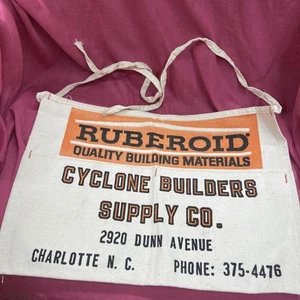 RUBEROID®
QUALITY BUILDING MATERIALS
CYCLONE BUILDERS
SUPPLY CO.
2920 DUNN AVENUE
CHARLOTTE N. C. PHONE: 375-4476